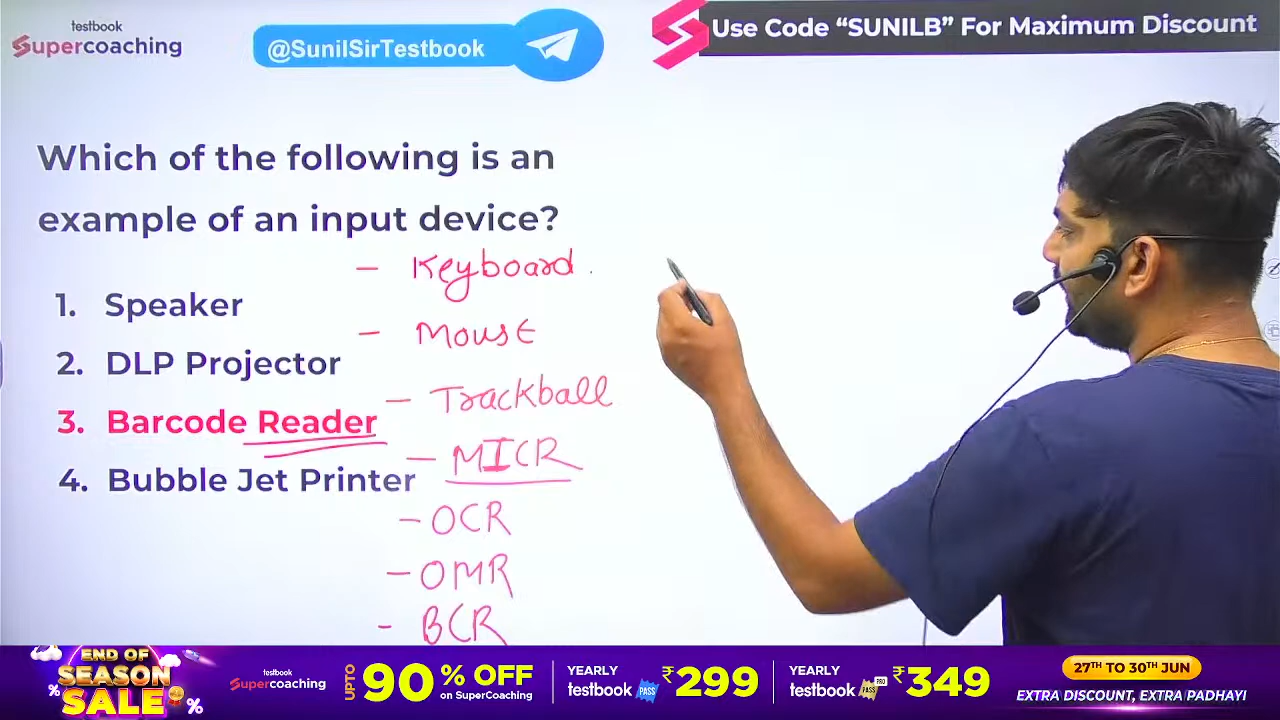 testbook
Supercoaching
@SunilSirTestbook
Use Code “SUNILB” For Maximum Discount
Which of the following is an
example of an input device?
- Keyboard.
1. Speaker
- Mouse
2. DLP Projector
- Trackball
3. Barcode Reader
- MICR
4. Bubble Jet Printer
- OCR
- OMR
- BCR
END OF
SEASON
SALE
%
%
testbook
Supercoaching
UPTO
90% OFF
on SuperCoaching
YEARLY
testbook PASS
₹299
YEARLY
testbook PASS PRO
₹349
27TH TO 30TH JUN
EXTRA DISCOUNT, EXTRA PADHAYI